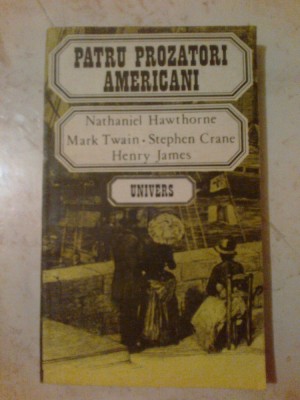 PATRU PROZATORI
AMERICANI
Nathaniel Hawthorne
Mark Twain • Stephen Crane
Henry James
UNIVERS